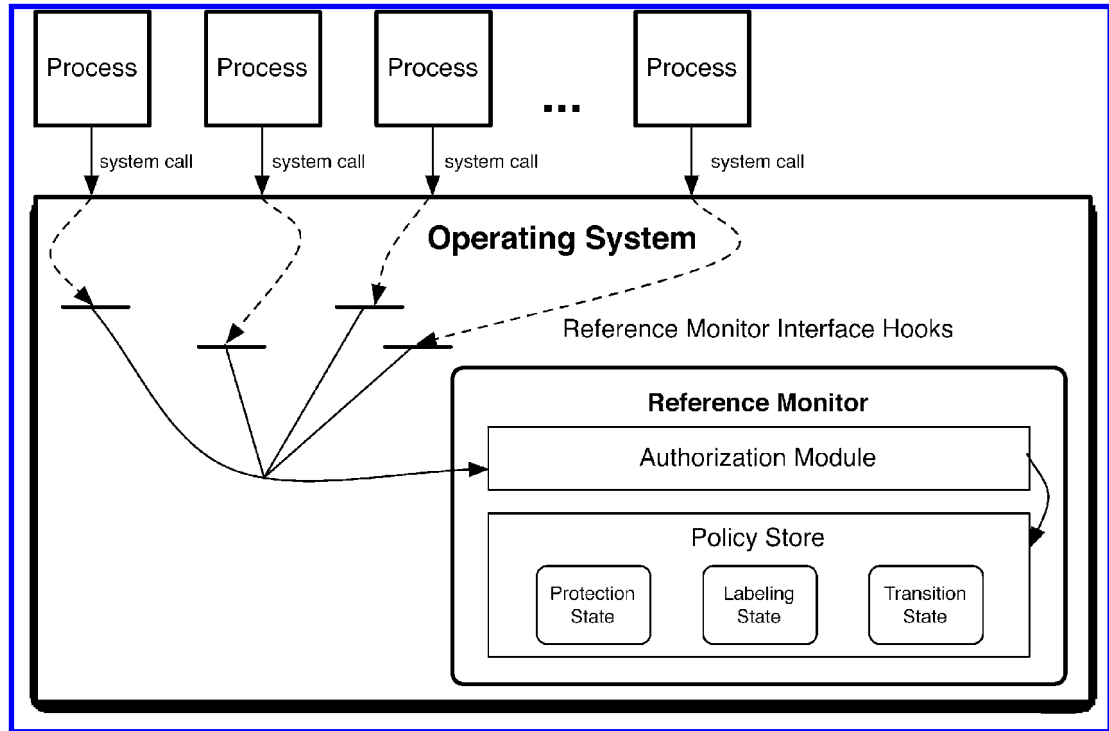 Process Process Process Process
...
system call system call system call system call
Operating System
Reference Monitor Interface Hooks
Reference Monitor
Authorization Module
Policy Store
Protection State
Labeling State
Transition State